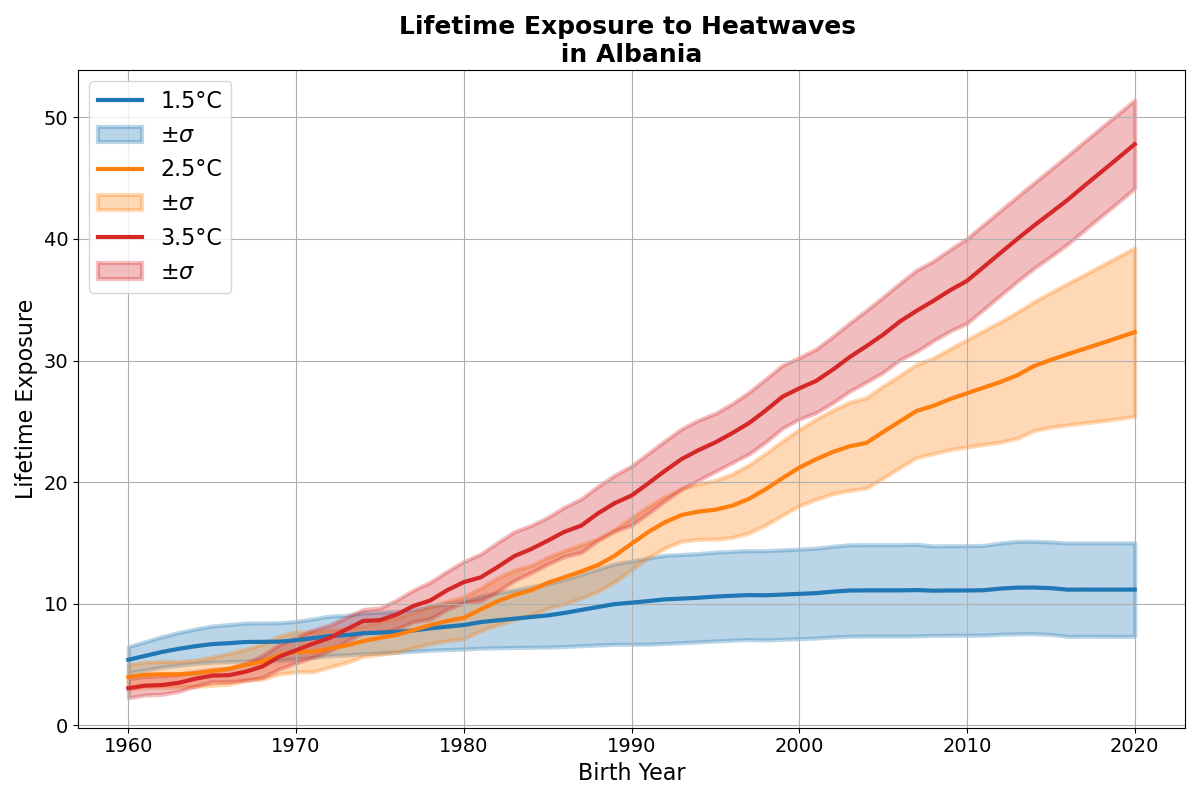 Lifetime Exposure to Heatwaves
in Albania
1.5°C
±σ
2.5°C
±σ
3.5°C
±σ
Lifetime Exposure
50
40
30
20
10
0
1960 1970 1980 1990 2000 2010 2020
Birth Year